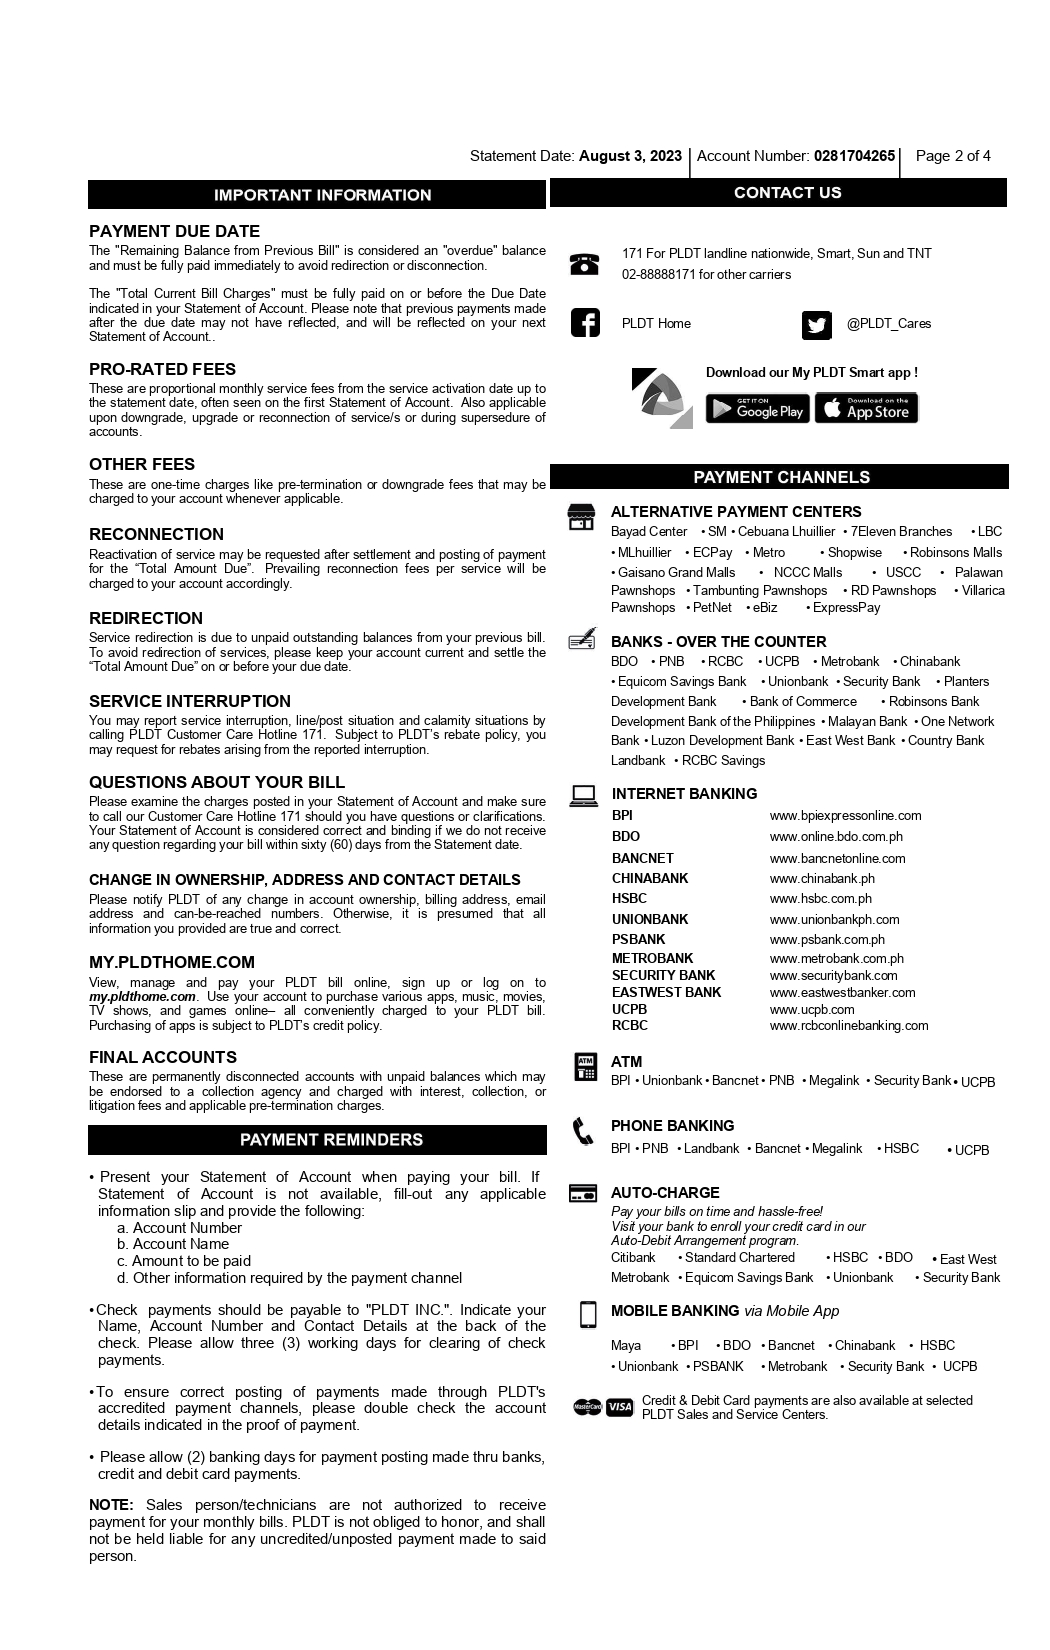 Statement Date: August 3, 2023 Account Number: 0281704265 Page 2 of 4
IMPORTANT INFORMATION
PAYMENT DUE DATE
The "Remaining Balance from Previous Bill" is considered an "overdue" balance
and must be fully paid immediately to avoid redirection or disconnection.
The "Total Current Bill Charges" must be fully paid on or before the Due Date
indicated in your Statement of Account. Please note that previous payments made
after the due date may not have reflected, and will be reflected on your next
Statement of Account..
PRO-RATED FEES
These are proportional monthly service fees from the service activation date up to
the statement date, often seen on the first Statement of Account. Also applicable
upon downgrade, upgrade or reconnection of service/s or during supersedure of
accounts.
OTHER FEES
These are one-time charges like pre-termination or downgrade fees that may be
charged to your account whenever applicable.
RECONNECTION
Reactivation of service may be requested after settlement and posting of payment
for the “Total Amount Due”. Prevailing reconnection fees per service will be
charged to your account accordingly.
REDIRECTION
Service redirection is due to unpaid outstanding balances from your previous bill.
To avoid redirection of services, please keep your account current and settle the
“Total Amount Due” on or before your due date.
SERVICE INTERRUPTION
You may report service interruption, line/post situation and calamity situations by
calling PLDT Customer Care Hotline 171. Subject to PLDT’s rebate policy, you
may request for rebates arising from the reported interruption.
QUESTIONS ABOUT YOUR BILL
Please examine the charges posted in your Statement of Account and make sure
to call our Customer Care Hotline 171 should you have questions or clarifications.
Your Statement of Account is considered correct and binding if we do not receive
any question regarding your bill within sixty (60) days from the Statement date.
CHANGE IN OWNERSHIP, ADDRESS AND CONTACT DETAILS
Please notify PLDT of any change in account ownership, billing address, email
address and can-be-reached numbers. Otherwise, it is presumed that all
information you provided are true and correct.
MY.PLDTHOME.COM
View, manage and pay your PLDT bill online, sign up or log on to
my.pldthome.com. Use your account to purchase various apps, music, movies,
TV shows, and games online– all conveniently charged to your PLDT bill.
Purchasing of apps is subject to PLDT’s credit policy.
FINAL ACCOUNTS
These are permanently disconnected accounts with unpaid balances which may
be endorsed to a collection agency and charged with interest, collection, or
litigation fees and applicable pre-termination charges.
PAYMENT REMINDERS
• Present your Statement of Account when paying your bill. If
Statement of Account is not available, fill-out any applicable
information slip and provide the following:
a. Account Number
b. Account Name
c. Amount to be paid
d. Other information required by the payment channel
•Check payments should be payable to "PLDT INC.". Indicate your
Name, Account Number and Contact Details at the back of the
check. Please allow three (3) working days for clearing of check
payments.
•To ensure correct posting of payments made through PLDT's
accredited payment channels, please double check the account
details indicated in the proof of payment.
• Please allow (2) banking days for payment posting made thru banks,
credit and debit card payments.
NOTE: Sales person/technicians are not authorized to receive
payment for your monthly bills. PLDT is not obliged to honor, and shall
not be held liable for any uncredited/unposted payment made to said
person.
CONTACT US
171 For PLDT landline nationwide, Smart, Sun and TNT
02-88888171 for other carriers
PLDT Home @PLDT_Cares
Download our My PLDT Smart app !
GET IT ON Google Play
Download on the App Store
PAYMENT CHANNELS
ALTERNATIVE PAYMENT CENTERS
Bayad Center • SM • Cebuana Lhuillier • 7Eleven Branches • LBC
• MLhuillier • ECPay • Metro • Shopwise • Robinsons Malls
• Gaisano Grand Malls • NCCC Malls • USCC • Palawan
Pawnshops • Tambunting Pawnshops • RD Pawnshops • Villarica
Pawnshops • PetNet • eBiz • ExpressPay
BANKS - OVER THE COUNTER
BDO • PNB • RCBC • UCPB • Metrobank • Chinabank
• Equicom Savings Bank • Unionbank • Security Bank • Planters
Development Bank • Bank of Commerce • Robinsons Bank
Development Bank of the Philippines • Malayan Bank • One Network
Bank • Luzon Development Bank • East West Bank • Country Bank
Landbank • RCBC Savings
INTERNET BANKING
BPI www.bpiexpressonline.com
BDO www.online.bdo.com.ph
BANCNET www.bancnetonline.com
CHINABANK www.chinabank.ph
HSBC www.hsbc.com.ph
UNIONBANK www.unionbankph.com
PSBANK www.psbank.com.ph
METROBANK www.metrobank.com.ph
SECURITY BANK www.securitybank.com
EASTWEST BANK www.eastwestbanker.com
UCPB www.ucpb.com
RCBC www.rcbconlinebanking.com
ATM
ATM
BPI • Unionbank • Bancnet • PNB • Megalink • Security Bank • UCPB
PHONE BANKING
BPI • PNB • Landbank • Bancnet • Megalink • HSBC • UCPB
AUTO-CHARGE
Pay your bills on time and hassle-free!
Visit your bank to enroll your credit card in our
Auto-Debit Arrangement program.
Citibank • Standard Chartered • HSBC • BDO • East West
Metrobank • Equicom Savings Bank • Unionbank • Security Bank
MOBILE BANKING via Mobile App
Maya • BPI • BDO • Bancnet • Chinabank • HSBC
• Unionbank • PSBANK • Metrobank • Security Bank • UCPB
MasterCard VISA
Credit & Debit Card payments are also available at selected
PLDT Sales and Service Centers.